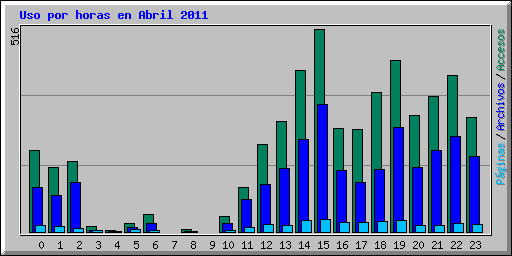 Uso por horas en Abril 2011
516
Páginas / Archivos / Accesos
0 1 2 3 4 5 6 7 8 9 10 11 12 13 14 15 16 17 18 19 20 21 22 23